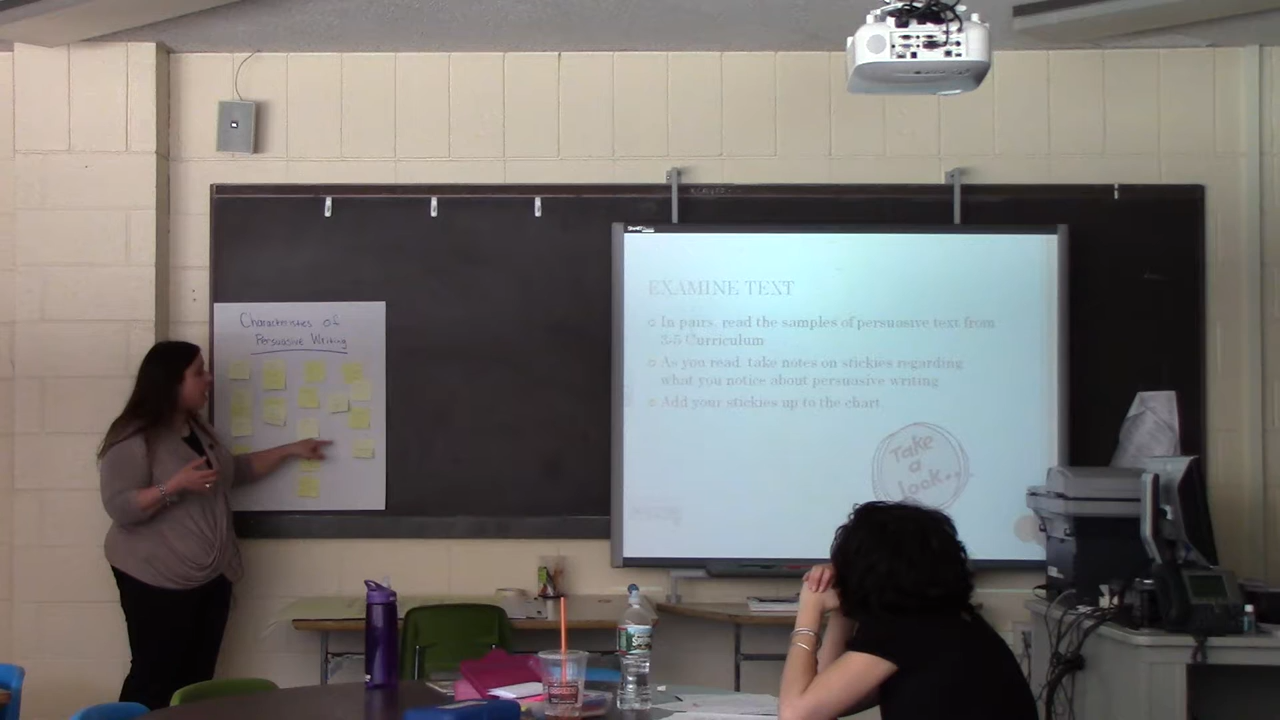 Characteristics of
Persuasive Writing
EXAMINE TEXT
In pairs, read the samples of persuasive text from
3-5 Curriculum
As you read, take notes on stickies regarding
what you notice about persuasive writing
Add your stickies up to the chart
Take
a
look...